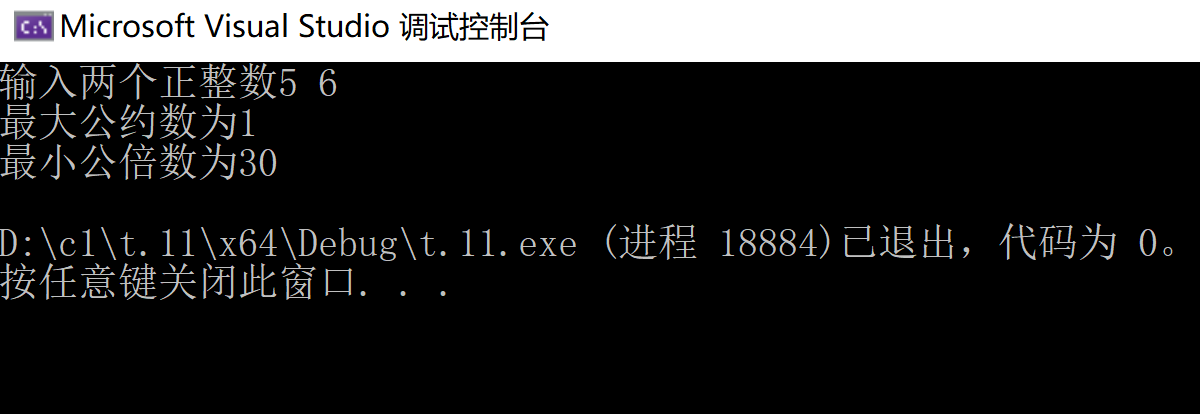 Microsoft Visual Studio 调试控制台
输入两个正整数5 6
最大公约数为1
最小公倍数为30
D:\c1\t.11\x64\Debug\t.11.exe (进程 18884)已退出，代码为 0。
按任意键关闭此窗口. . .